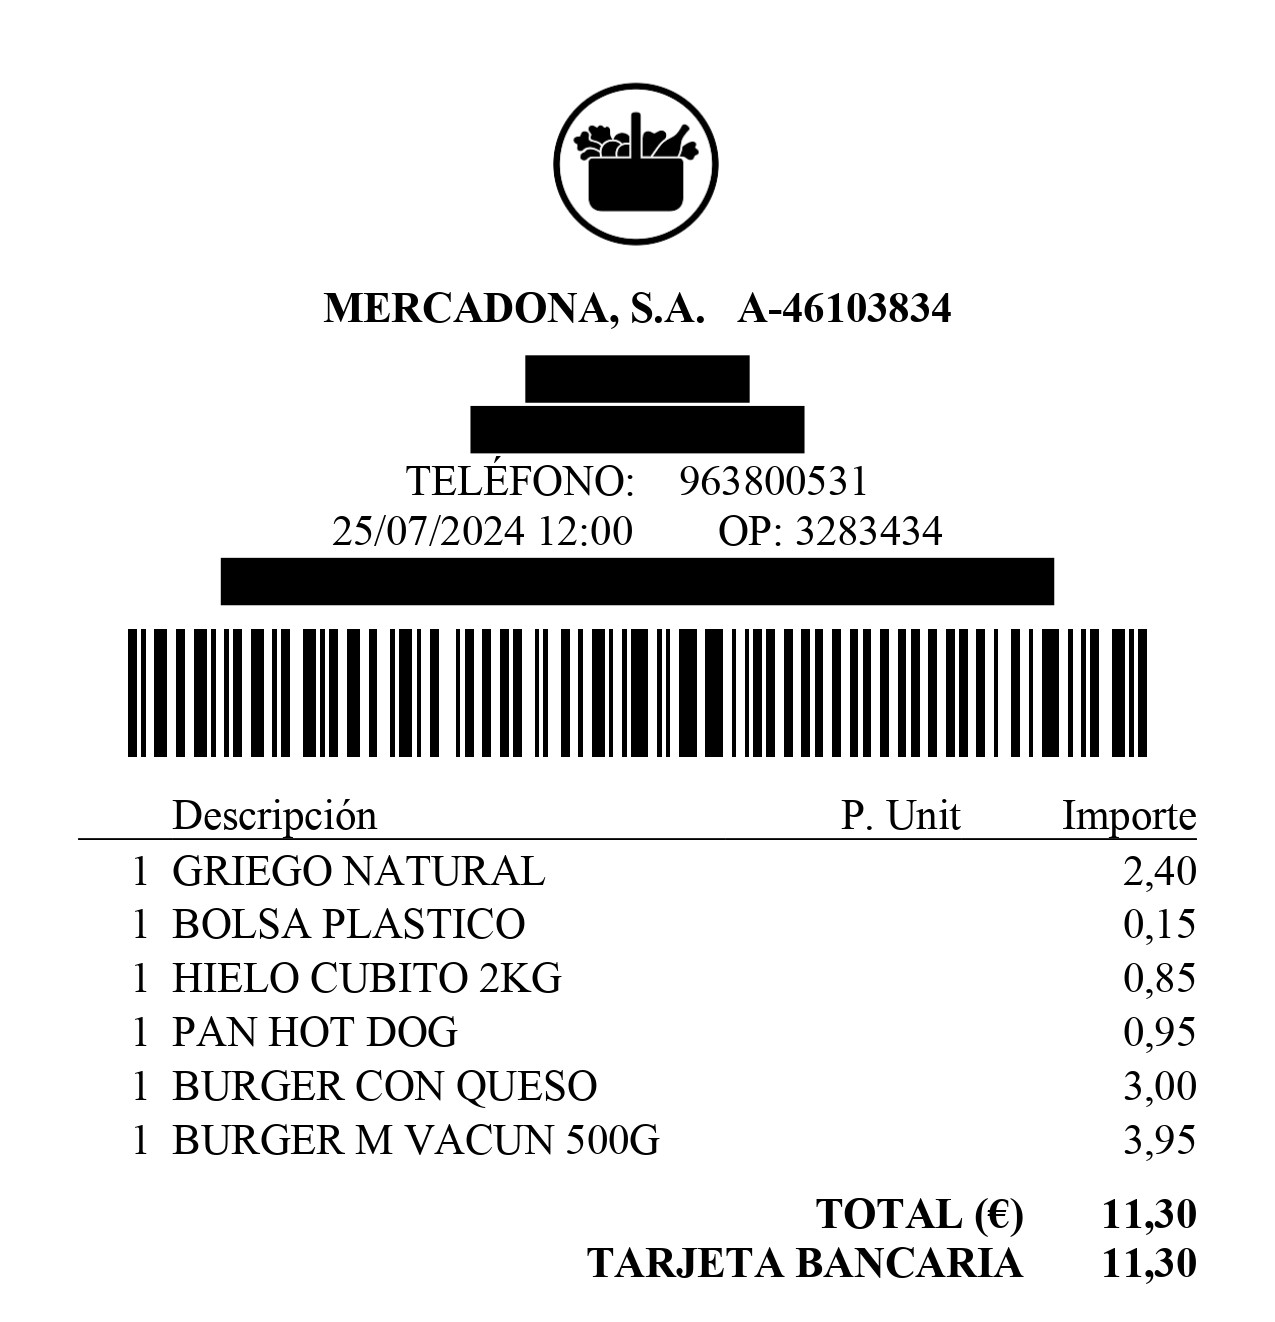 MERCADONA, S.A. A-46103834
TELÉFONO: 963800531
25/07/2024 12:00 OP: 3283434
Descripción P. Unit Importe
1 GRIEGO NATURAL 2,40
1 BOLSA PLASTICO 0,15
1 HIELO CUBITO 2KG 0,85
1 PAN HOT DOG 0,95
1 BURGER CON QUESO 3,00
1 BURGER M VACUN 500G 3,95
TOTAL (€) 11,30
TARJETA BANCARIA 11,30